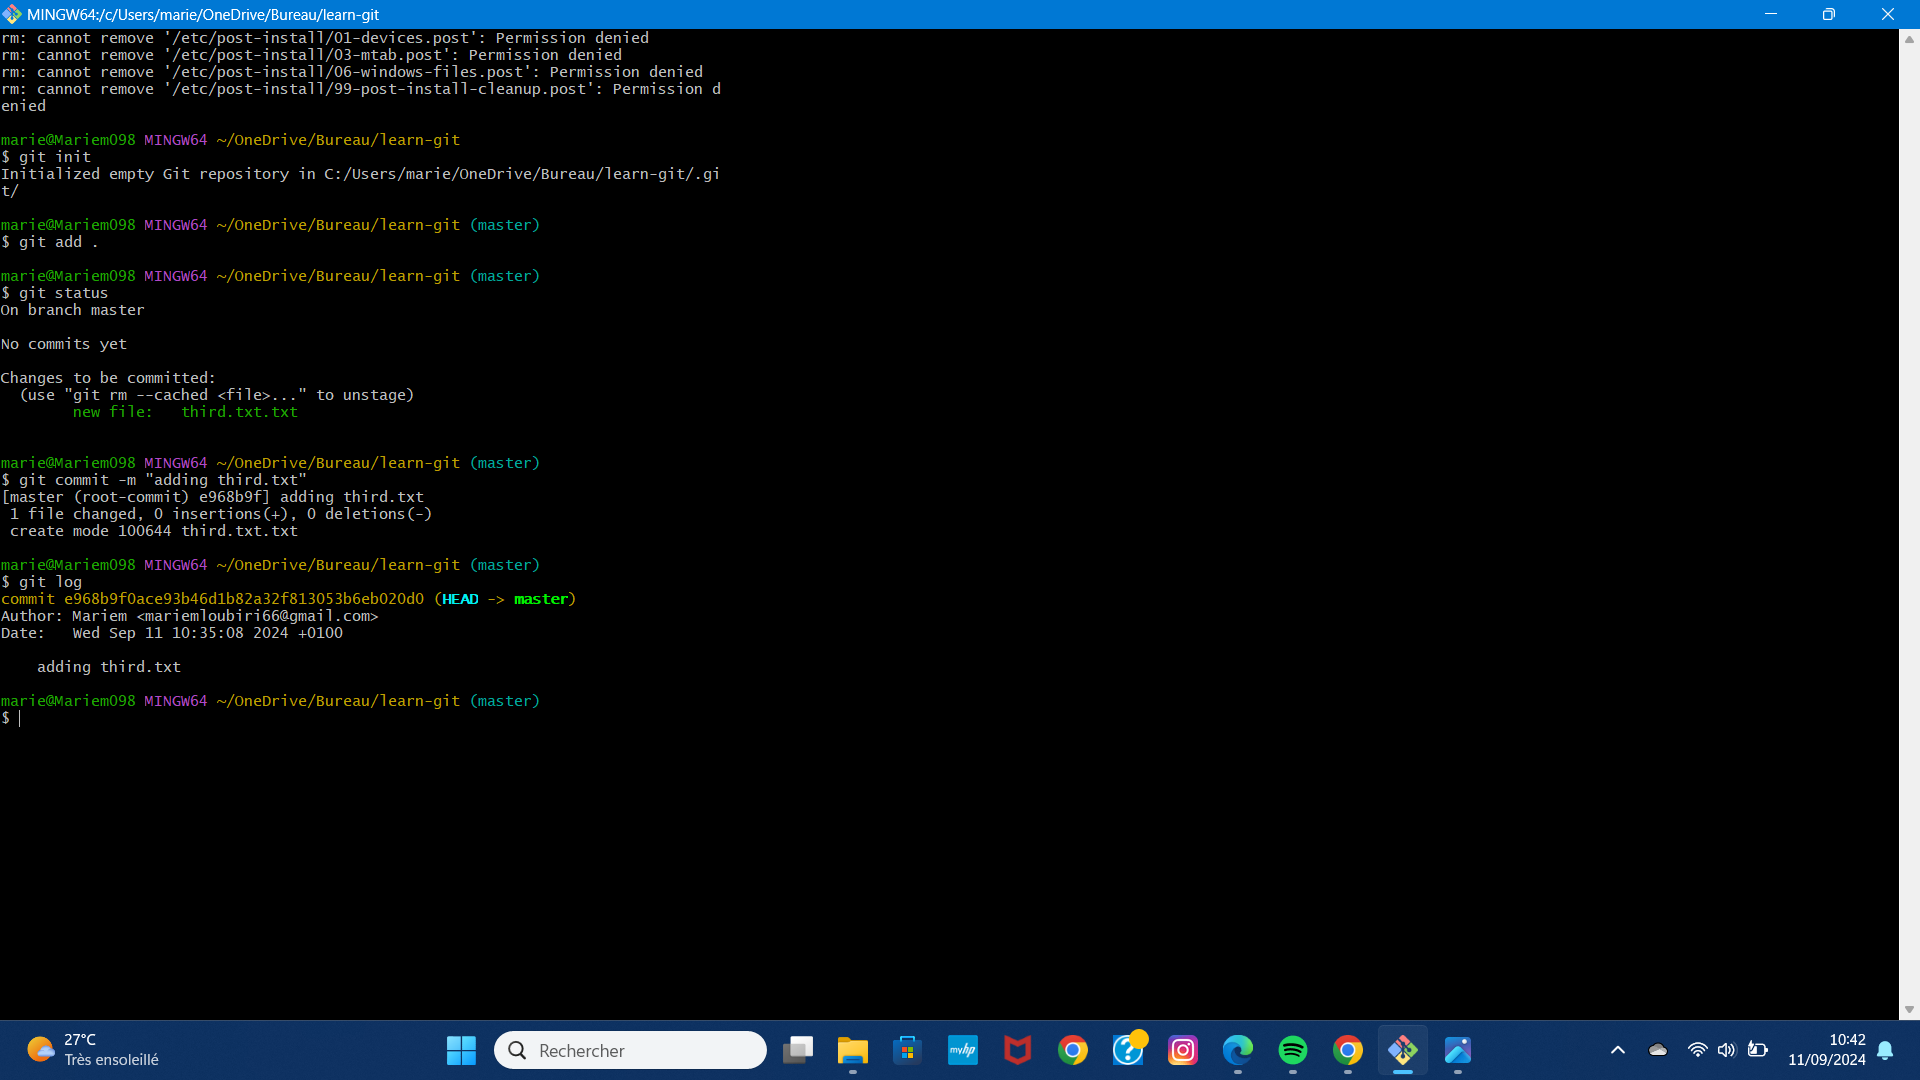 MINGW64:/c/Users/marie/OneDrive/Bureau/learn-git
rm: cannot remove '/etc/post-install/01-devices.post': Permission denied
rm: cannot remove '/etc/post-install/03-mtab.post': Permission denied
rm: cannot remove '/etc/post-install/06-windows-files.post': Permission denied
rm: cannot remove '/etc/post-install/99-post-install-cleanup.post': Permission d
enied
marie@Mariem098 MINGW64 ~/OneDrive/Bureau/learn-git
$ git init
Initialized empty Git repository in C:/Users/marie/OneDrive/Bureau/learn-git/.gi
t/
marie@Mariem098 MINGW64 ~/OneDrive/Bureau/learn-git (master)
$ git add .
marie@Mariem098 MINGW64 ~/OneDrive/Bureau/learn-git (master)
$ git status
On branch master
No commits yet
Changes to be committed:
  (use "git rm --cached <file>..." to unstage)
        new file:   third.txt.txt
marie@Mariem098 MINGW64 ~/OneDrive/Bureau/learn-git (master)
$ git commit -m "adding third.txt"
[master (root-commit) e968b9f] adding third.txt
 1 file changed, 0 insertions(+), 0 deletions(-)
 create mode 100644 third.txt.txt
marie@Mariem098 MINGW64 ~/OneDrive/Bureau/learn-git (master)
$ git log
commit e968b9f0ace93b46d1b82a32f813053b6eb020d0 (HEAD -> master)
Author: Mariem <mariemloubiri66@gmail.com>
Date:   Wed Sep 11 10:35:08 2024 +0100
    adding third.txt
marie@Mariem098 MINGW64 ~/OneDrive/Bureau/learn-git (master)
$
27°C
Très ensoleillé
Rechercher
myhp
10:42
11/09/2024